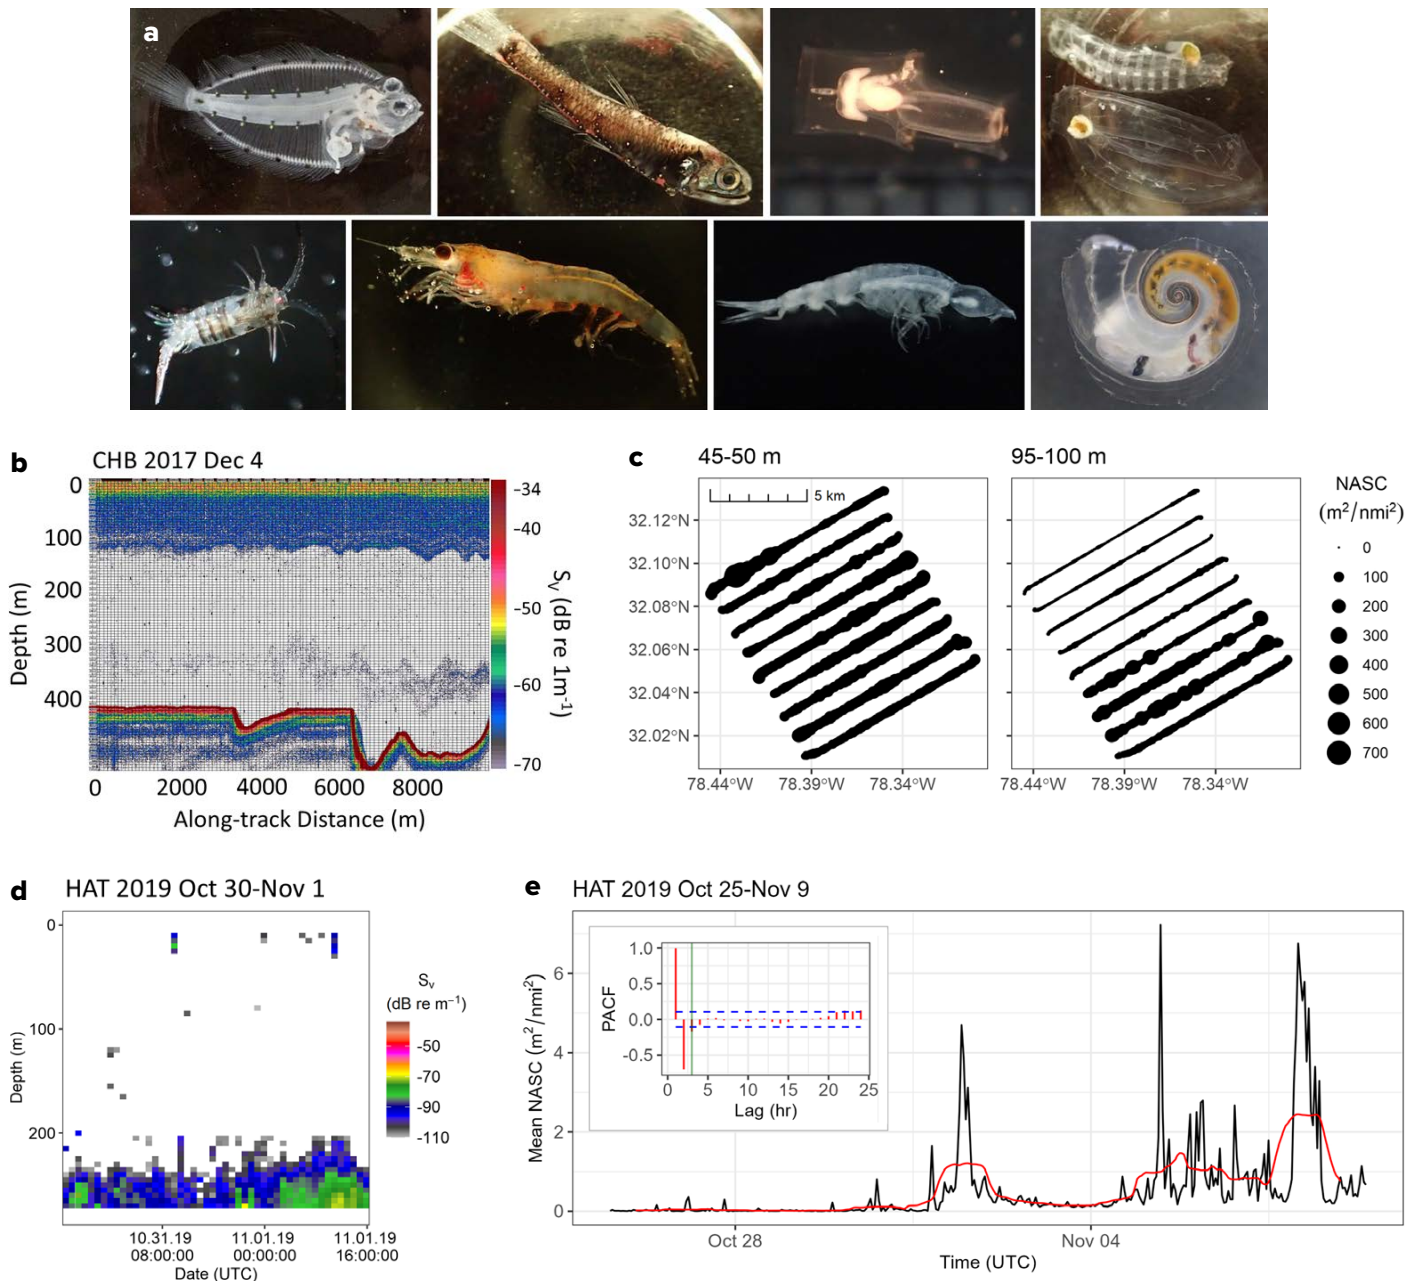 a
b
CHB 2017 Dec 4
0
100
200
300
400
Depth (m)
0
2000
4000
6000
8000
Along-track Distance (m)
-34
-40
-50
-60
-70
Sv (dB re 1m-1)
c
45-50 m
95-100 m
5 km
32.12°N
32.10°N
32.08°N
32.06°N
32.04°N
32.02°N
78.44°W
78.39°W
78.34°W
78.44°W
78.39°W
78.34°W
NASC
(m²/nmi²)
0
100
200
300
400
500
600
700
d
HAT 2019 Oct 30-Nov 1
0
100
200
Depth (m)
10.31.19
08:00:00
11.01.19
00:00:00
11.01.19
16:00:00
Date (UTC)
Sv
(dB re m⁻¹)
-50
-70
-90
-110
e
HAT 2019 Oct 25-Nov 9
Mean NASC (m²/nmi²)
6
4
2
0
Oct 28
Nov 04
Time (UTC)
PACF
1.0
0.5
0.0
-0.5
0
5
10
15
20
25
Lag (hr)